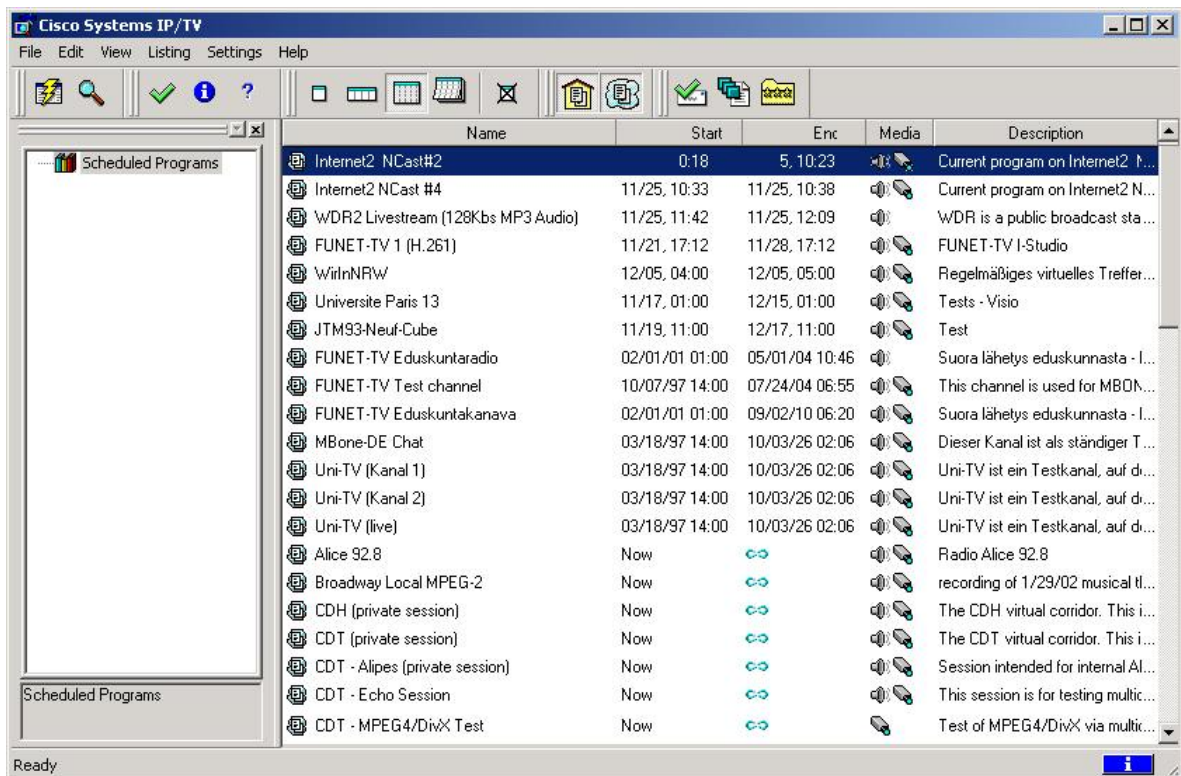 Cisco Systems IP/TV
File Edit View Listing Settings Help
Scheduled Programs
Name Start Enc Media Description
Internet2 NCast#2 0:18 5, 10:23 Current program on Internet2
Internet2 NCast #4 11/25, 10:33 11/25, 10:38 Current program on Internet2 N...
WDR2 Livestream (128Kbs MP3 Audio) 11/25, 11:42 11/25, 12:09 WDR is a public broadcast sta...
FUNET-TV 1 (H.261) 11/21, 17:12 11/28, 17:12 FUNET-TV I-Studio
WirInNRW 12/05, 04:00 12/05, 05:00 Regelmäßiges virtuelles Treffer...
Universite Paris 13 11/17, 01:00 12/15, 01:00 Tests - Visio
JTM93-Neuf-Cube 11/19, 11:00 12/17, 11:00 Test
FUNET-TV Eduskuntaradio 02/01/01 01:00 05/01/04 10:46 Suora lähetys eduskunnasta - l...
FUNET-TV Test channel 10/07/97 14:00 07/24/04 06:55 This channel is used for MBON...
FUNET-TV Eduskuntakanava 02/01/01 01:00 09/02/10 06:20 Suora lähetys eduskunnasta - l...
MBone-DE Chat 03/18/97 14:00 10/03/26 02:06 Dieser Kanal ist als ständiger T...
Uni-TV (Kanal 1) 03/18/97 14:00 10/03/26 02:06 Uni-TV ist ein Testkanal, auf d...
Uni-TV (Kanal 2) 03/18/97 14:00 10/03/26 02:06 Uni-TV ist ein Testkanal, auf d...
Uni-TV (live) 03/18/97 14:00 10/03/26 02:06 Uni-TV ist ein Testkanal, auf d...
Alice 92.8 Now Radio Alice 92.8
Broadway Local MPEG-2 Now recording of 1/29/02 musical tl...
CDH (private session) Now The CDH virtual corridor. This i...
CDT (private session) Now The CDT virtual corridor. This i...
CDT - Alipes (private session) Now Session intended for internal Al...
CDT - Echo Session Now This session is for testing multic...
CDT - MPEG4/DivX Test Now Test of MPEG4/DivX via multic...
Scheduled Programs
Ready